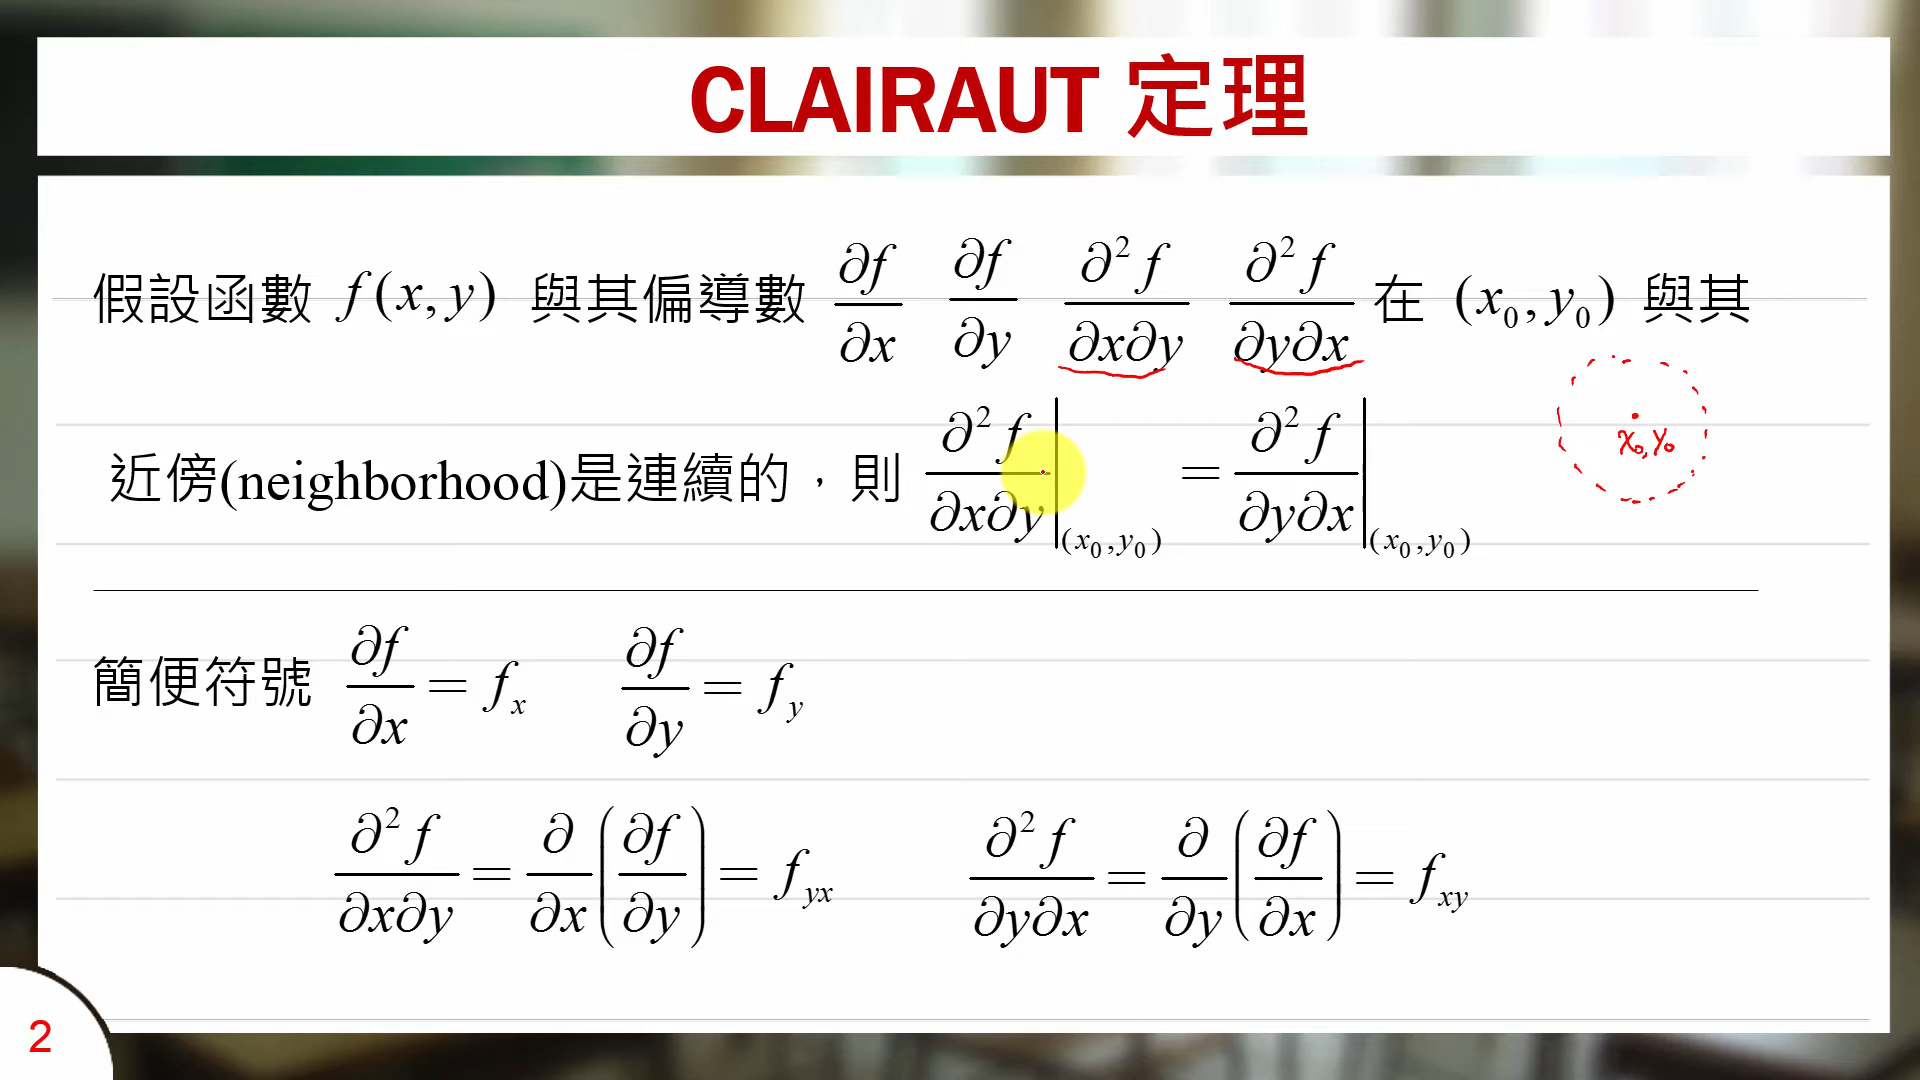 CLAIRAUT 定理
假設函數 f(x, y) 與其偏導數 ∂f/∂x ∂f/∂y ∂²f/∂x∂y ∂²f/∂y∂x 在 (x₀, y₀) 與其
x₀, y₀
近傍(neighborhood)是連續的，則 ∂²f/∂x∂y|(x₀,y₀) = ∂²f/∂y∂x|(x₀,y₀)
簡便符號 ∂f/∂x = fₓ ∂f/∂y = f_y
∂²f/∂x∂y = ∂/∂x(∂f/∂y) = f_yx ∂²f/∂y∂x = ∂/∂y(∂f/∂x) = f_xy
2